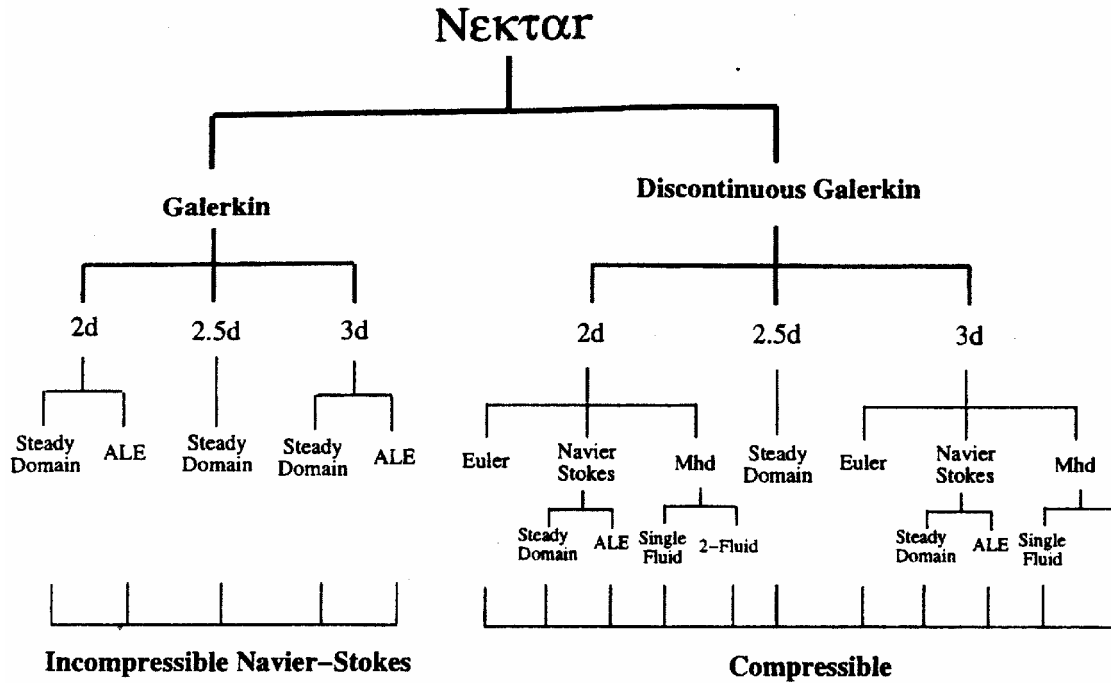 Νεκταr
Galerkin
Discontinuous Galerkin
2d
2.5d
3d
2d
2.5d
3d
Steady
Domain
ALE
Steady
Domain
Steady
Domain
ALE
Euler
Navier
Stokes
Mhd
Steady
Domain
Euler
Navier
Stokes
Mhd
Steady
Domain
ALE
Single
Fluid
2-Fluid
Steady
Domain
ALE
Single
Fluid
Incompressible Navier-Stokes
Compressible